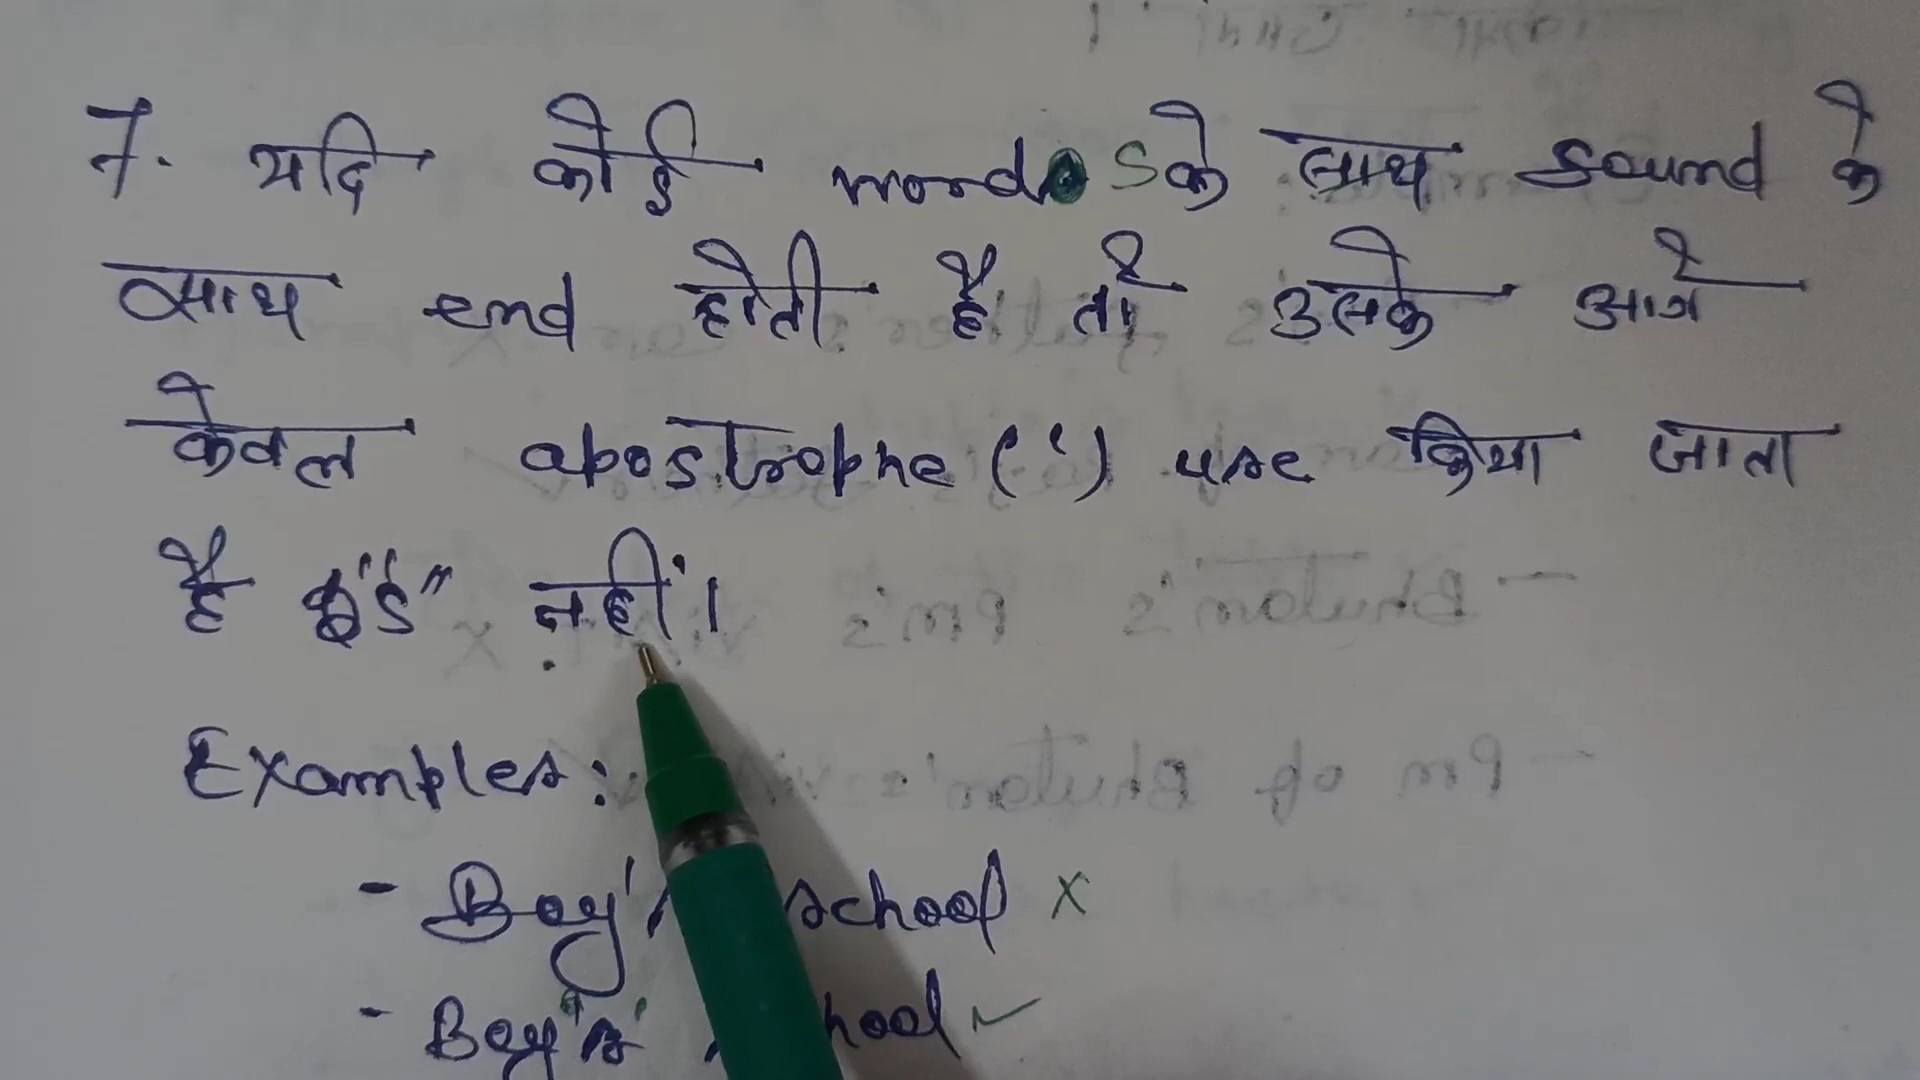 7. यदि कोई word S के साथ sound के
साथ end होती है तो उसके आगे
केवल apostrophe (') use किया जाता
है "s" नहीं।
Examples:
- Boy's school x
- Boys' school ✓